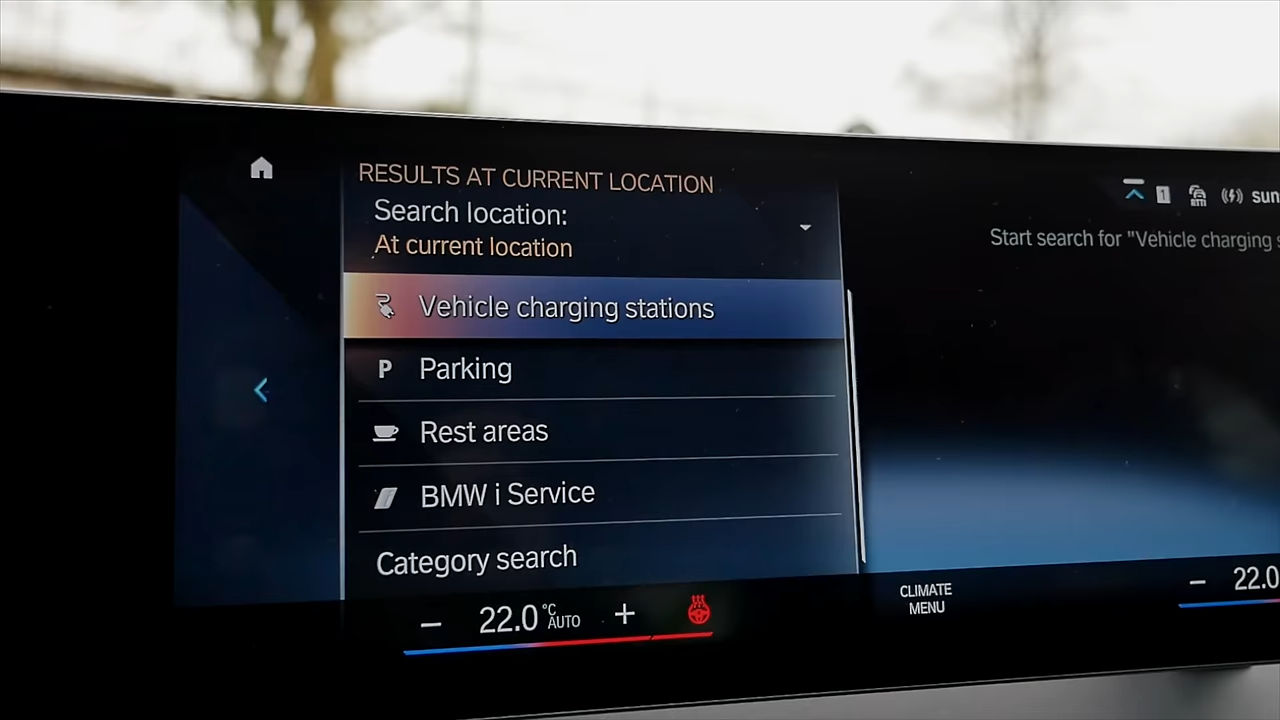 RESULTS AT CURRENT LOCATION
Search location:
At current location
Vehicle charging stations
P Parking
Rest areas
BMW i Service
Category search
1
Start search for "Vehicle charging
− 22.0 °C AUTO +
CLIMATE
MENU
− 22.0